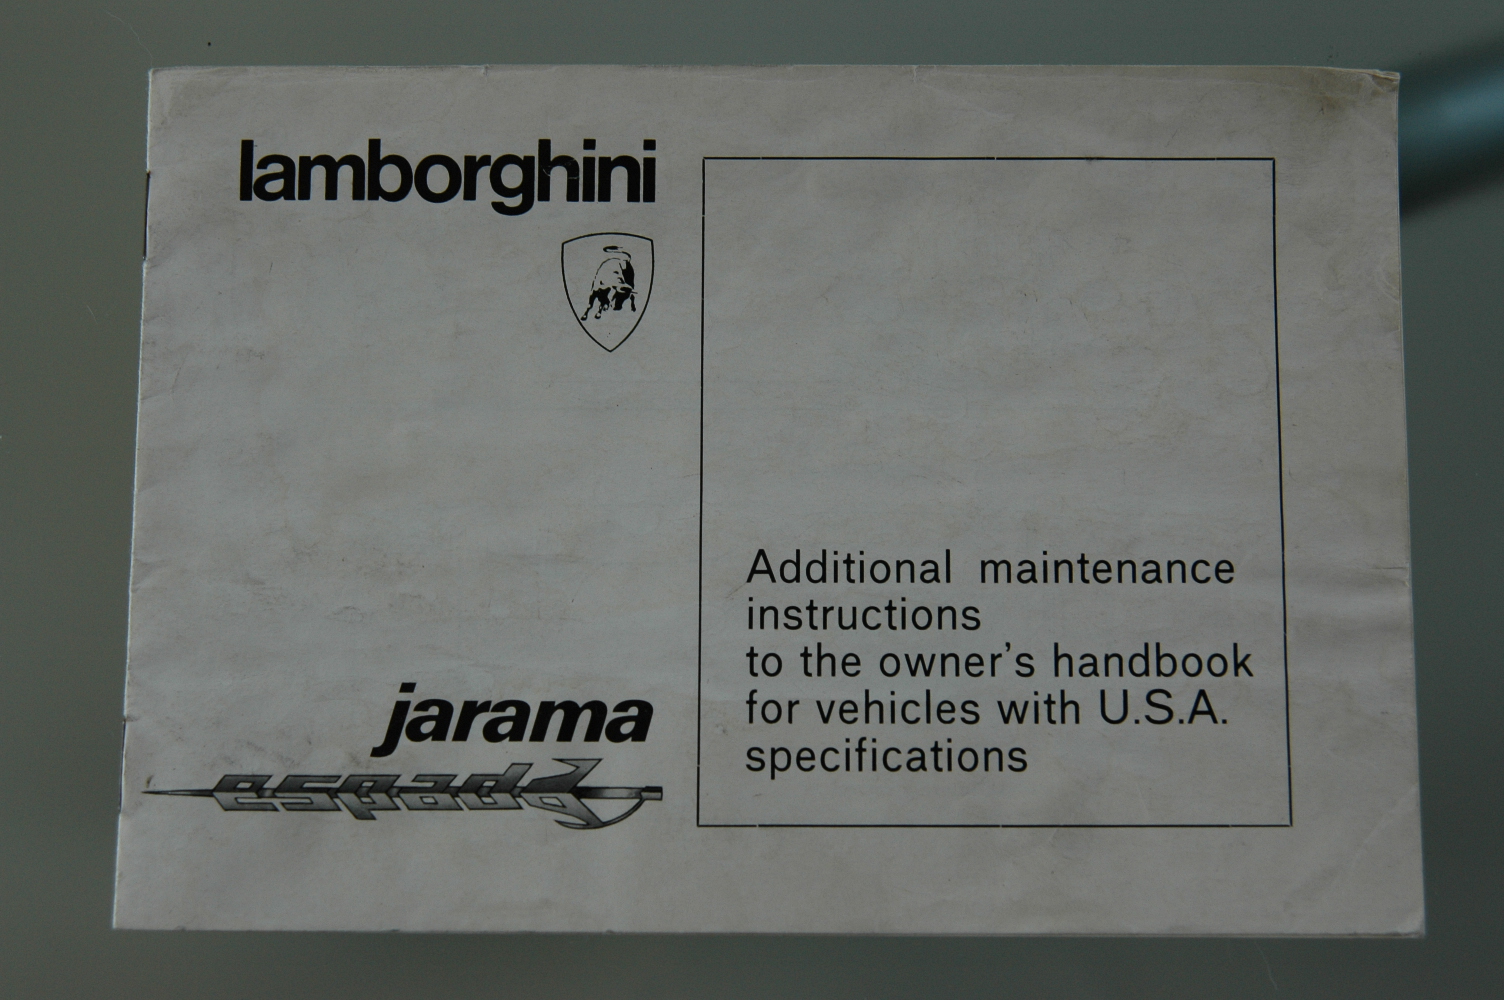 lamborghini
jarama
espada
Additional maintenance
instructions
to the owner's handbook
for vehicles with U.S.A.
specifications